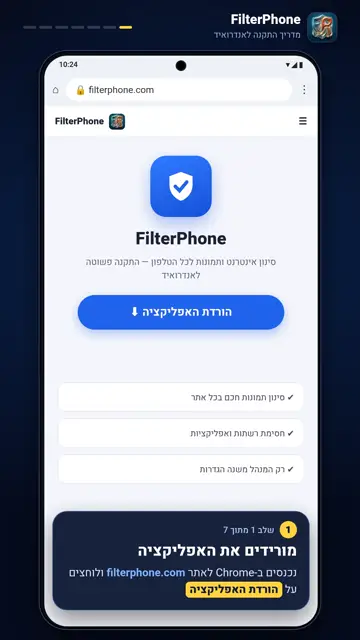 FilterPhone
מדריך התקנה לאנדרואיד
10:24
filterphone.com
FilterPhone
FilterPhone
סינון אינטרנט ותמונות לכל הטלפון — התקנה פשוטה
לאנדרואיד
הורדת האפליקציה ⬇
✓ סינון תמונות חכם בכל אתר
✓ חסימת רשתות ואפליקציות
✓ רק המנהל משנה הגדרות
1 שלב 1 מתוך 7
מורידים את האפליקציה
נכנסים ב-Chrome לאתר filterphone.com ולוחצים
על הורדת האפליקציה